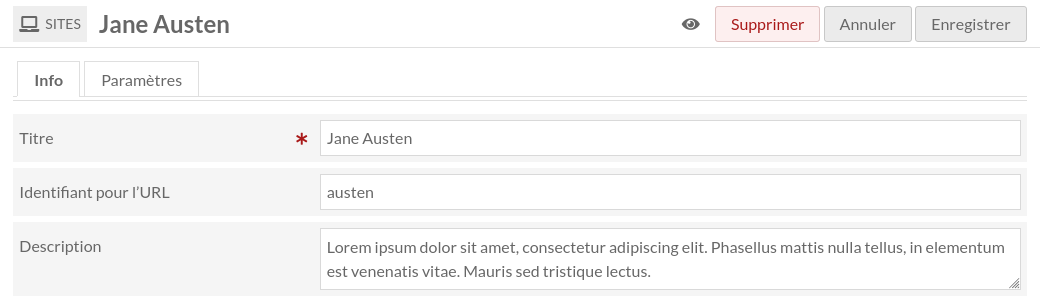 SITES Jane Austen Supprimer Annuler Enregistrer
Info Paramètres
Titre * Jane Austen
Identifiant pour l’URL austen
Description Lorem ipsum dolor sit amet, consectetur adipiscing elit. Phasellus mattis nulla tellus, in elementum
est venenatis vitae. Mauris sed tristique lectus.